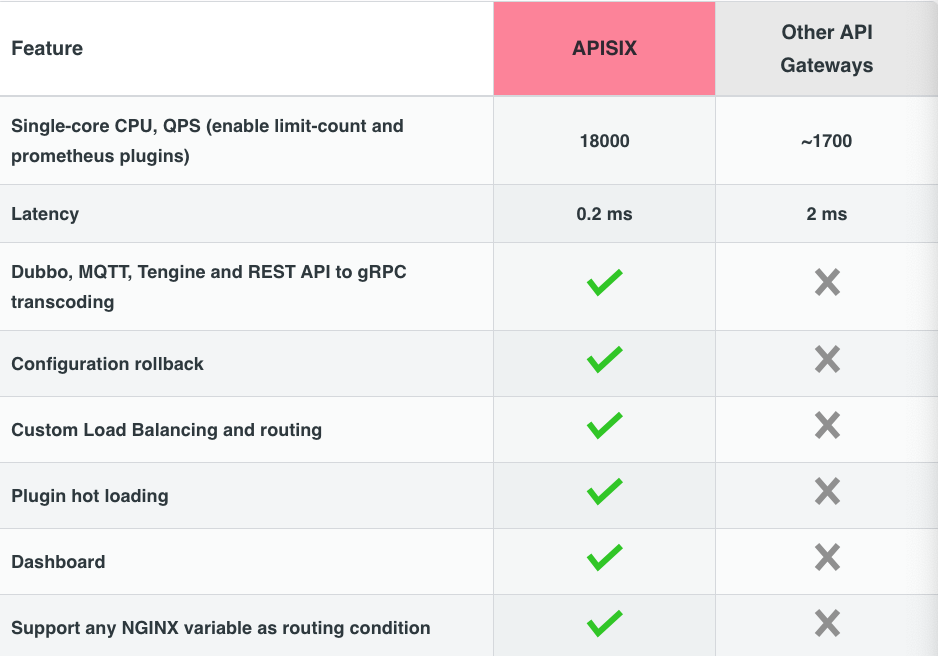 Feature
APISIX
Other API
Gateways
Single-core CPU, QPS (enable limit-count and
prometheus plugins)
18000
~1700
Latency
0.2 ms
2 ms
Dubbo, MQTT, Tengine and REST API to gRPC
transcoding
Configuration rollback
Custom Load Balancing and routing
Plugin hot loading
Dashboard
Support any NGINX variable as routing condition